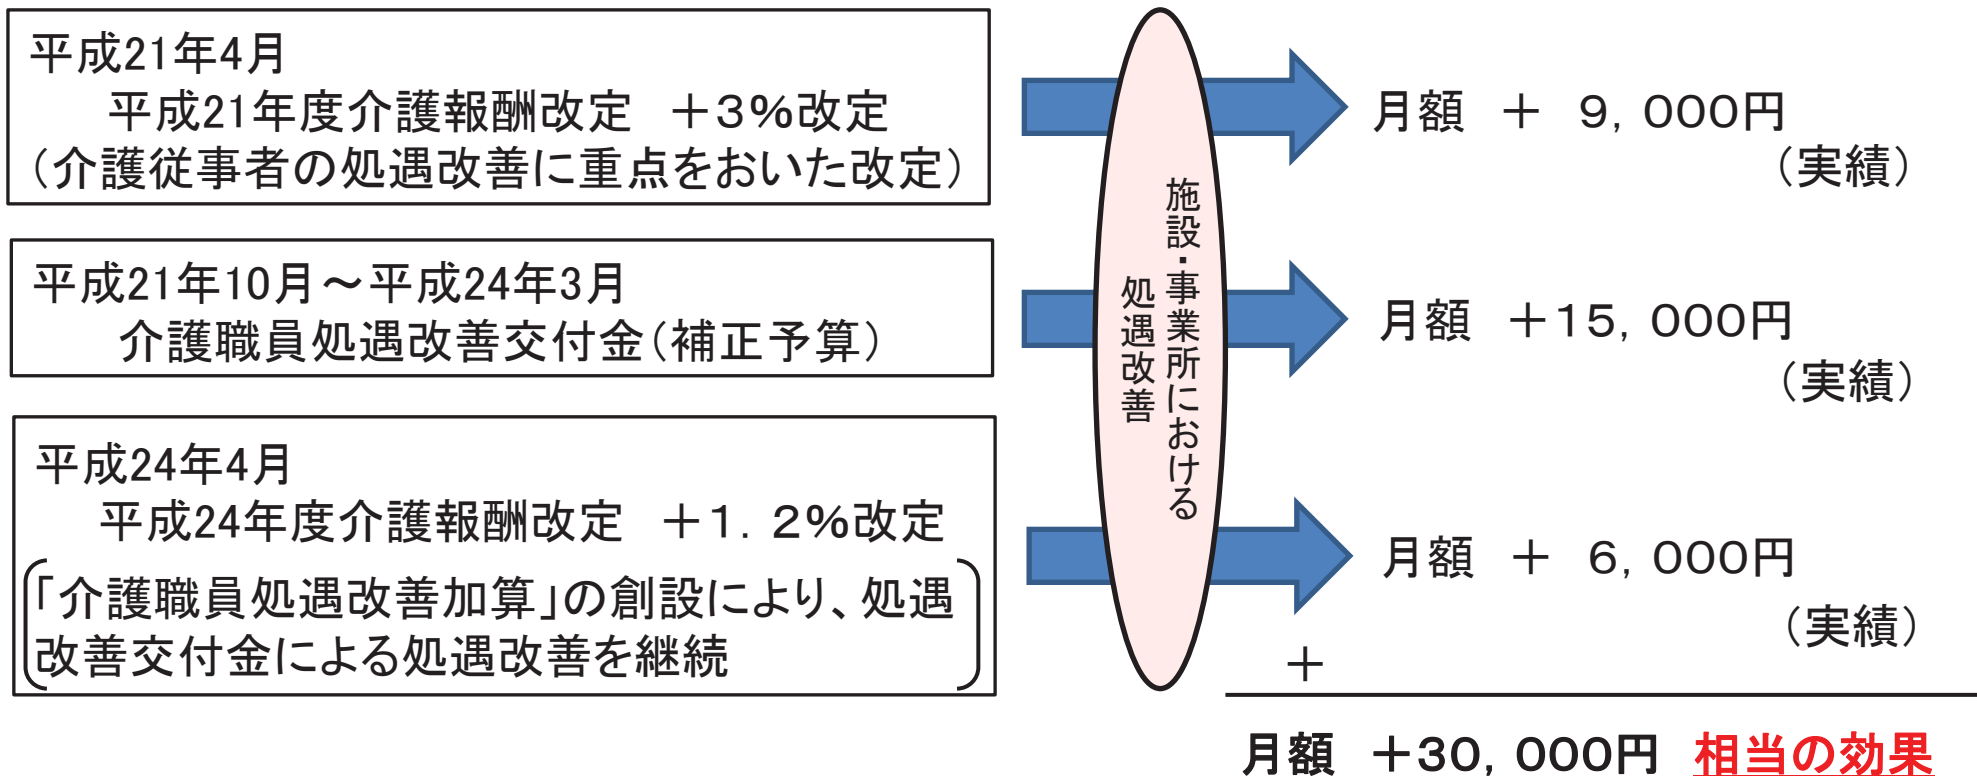 平成21年4月
平成21年度介護報酬改定　＋3％改定
（介護従事者の処遇改善に重点をおいた改定）
平成21年10月～平成24年3月
介護職員処遇改善交付金（補正予算）
平成24年4月
平成24年度介護報酬改定　＋１．２％改定
「介護職員処遇改善加算」の創設により、処遇
改善交付金による処遇改善を継続
施設・事業所における
処遇改善
月額　＋　９，０００円
（実績）
月額　＋１５，０００円
（実績）
月額　＋　６，０００円
（実績）
＋
月額　＋３０，０００円　相当の効果